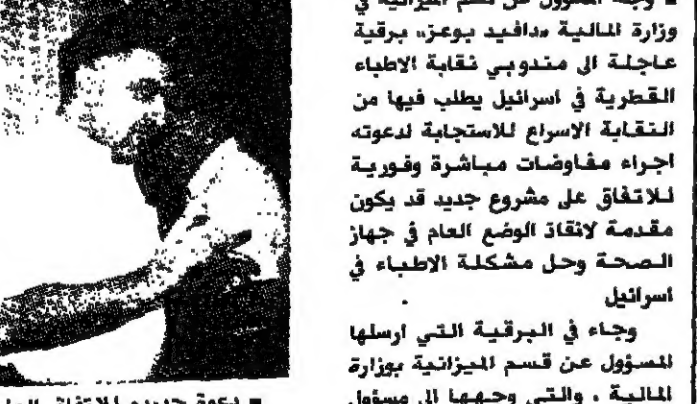 ■ وجه المسؤول عن قسم الميزانية في
وزارة المالية «دافيد بوعز» برقية
عاجلة الى مندوبي نقابة الاطباء
القطرية في اسرائيل يطلب فيها من
النقابة الاسراع للاستجابة لدعوته
اجراء مفاوضات مباشرة وفورية
للاتفاق على مشروع جديد قد يكون
مقدمة لانقاذ الوضع العام في جهاز
الصحة وحل مشكلة الاطباء في
اسرائيل .
وجاء في البرقية التي ارسلها
المسؤول عن قسم الميزانية بوزارة
المالية ، والتي وجهها الى مسؤول
■ دعوة جديدة للاتفاق